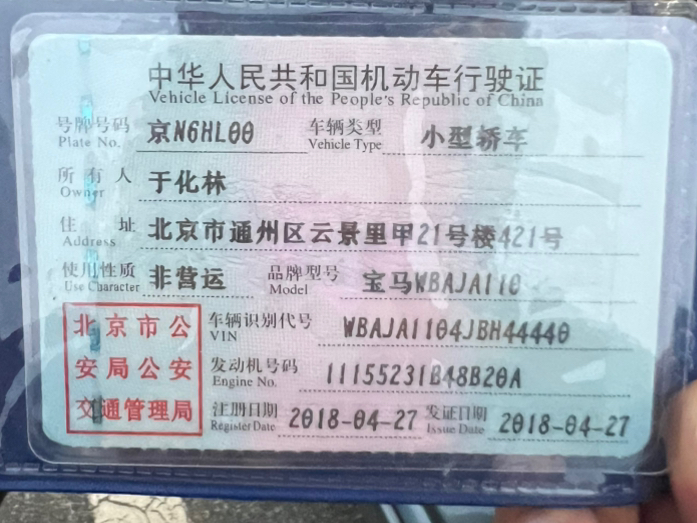 中华人民共和国机动车行驶证
Vehicle License of the People's Republic of China
号牌号码 京N6HL00 车辆类型 小型轿车
Plate No. Vehicle Type
所有人 于化林
Owner
住址 北京市通州区云景里甲21号楼421号
Address
使用性质 非营运 品牌型号 宝马WBAJA110
Use Character Model
北京市公 车辆识别代号 WBAJA1104JBH44440
VIN
安局公安 发动机号码 11155231B48B20A
Engine No.
交通管理局 注册日期 2018-04-27 发证日期 2018-04-27
Register Date Issue Date